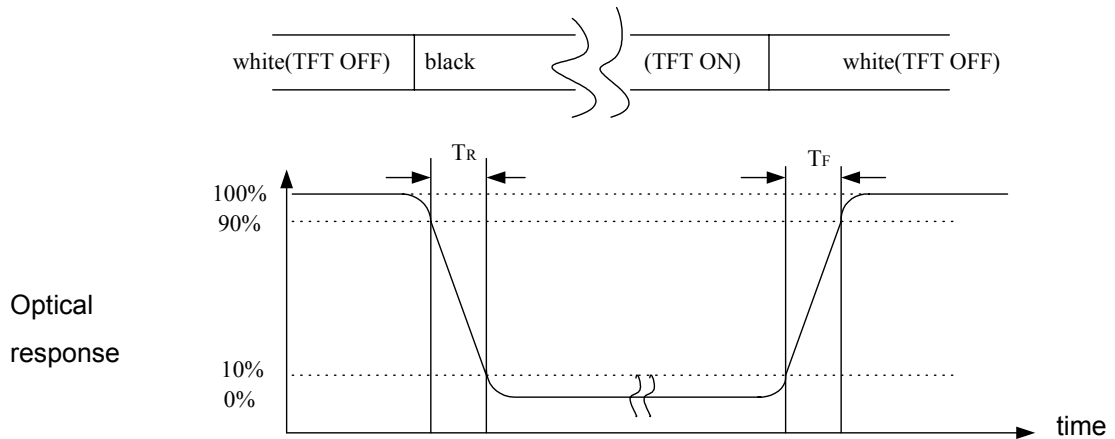 white(TFT OFF) black (TFT ON) white(TFT OFF)
TR TF
100%
90%
Optical
response
10%
0%
time